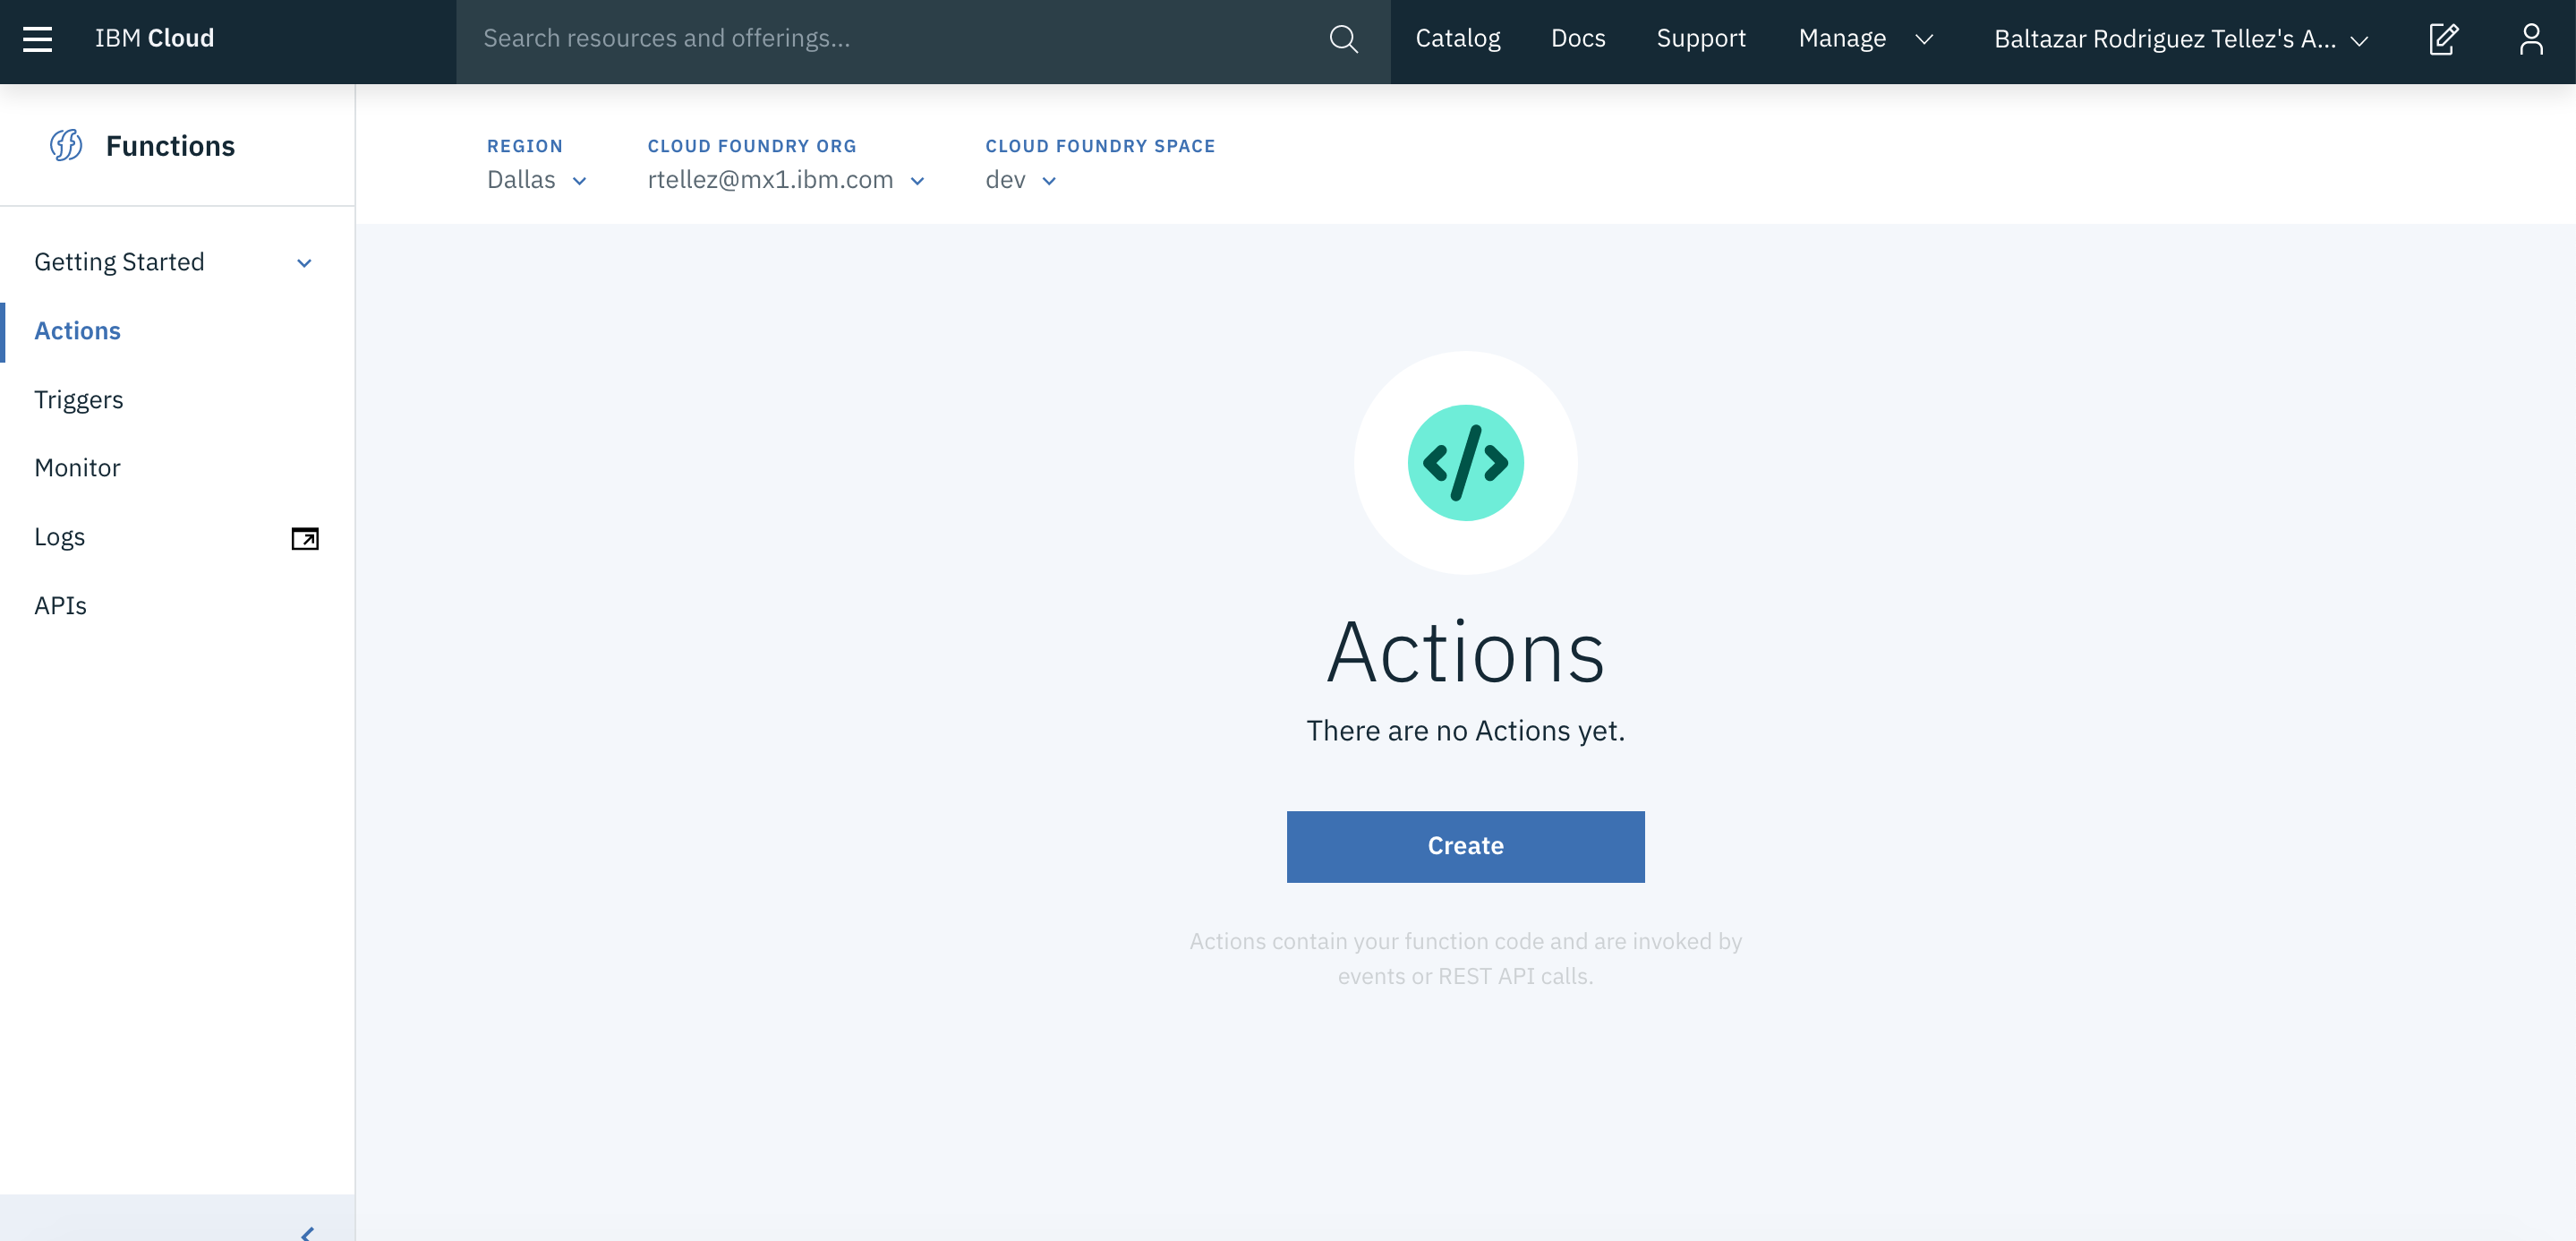 IBM Cloud
Search resources and offerings...
Catalog
Docs
Support
Manage
Baltazar Rodriguez Tellez's A...
Functions
REGION
Dallas
CLOUD FOUNDRY ORG
rtellez@mx1.ibm.com
CLOUD FOUNDRY SPACE
dev
Getting Started
Actions
Triggers
Monitor
Logs
APIs
Actions
There are no Actions yet.
Create
Actions contain your function code and are invoked by
events or REST API calls.